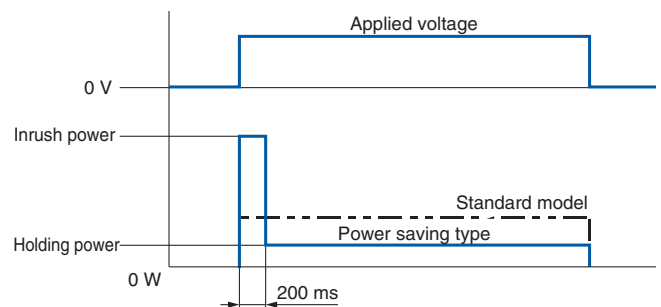 Applied voltage
0 V
Inrush power
Standard model
Power saving type
Holding power
0 W
200 ms